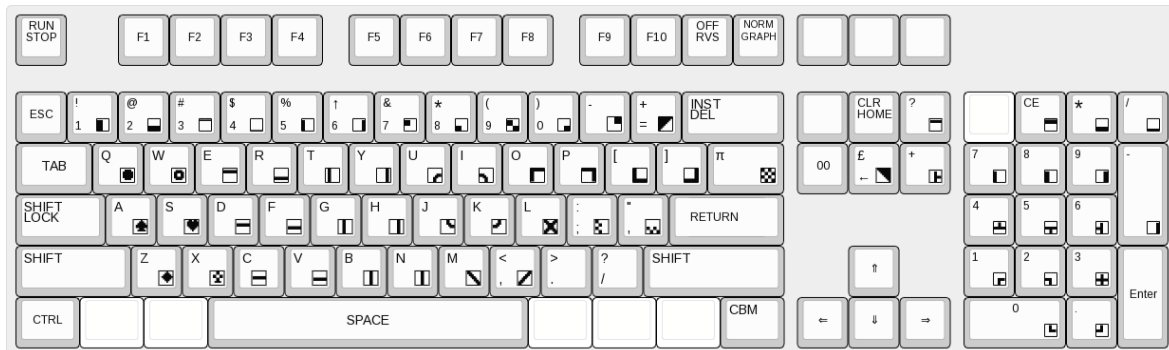 RUN STOP F1 F2 F3 F4 F5 F6 F7 F8 F9 F10 OFF RVS NORM GRAPH
ESC ! 1 @ 2 # 3 $ 4 % 5 ↑ 6 & 7 * 8 ( 9 ) 0 - + = INST DEL CLR HOME ? CE * /
TAB Q W E R T Y U I O P [ ] π 00 £ ← + 7 8 9 -
SHIFT LOCK A S D F G H J K L : ; " , RETURN 4 5 6
SHIFT Z X C V B N M < , > . ? / SHIFT ⇑ 1 2 3 Enter
CTRL SPACE CBM ⇐ ⇓ ⇒ 0 .